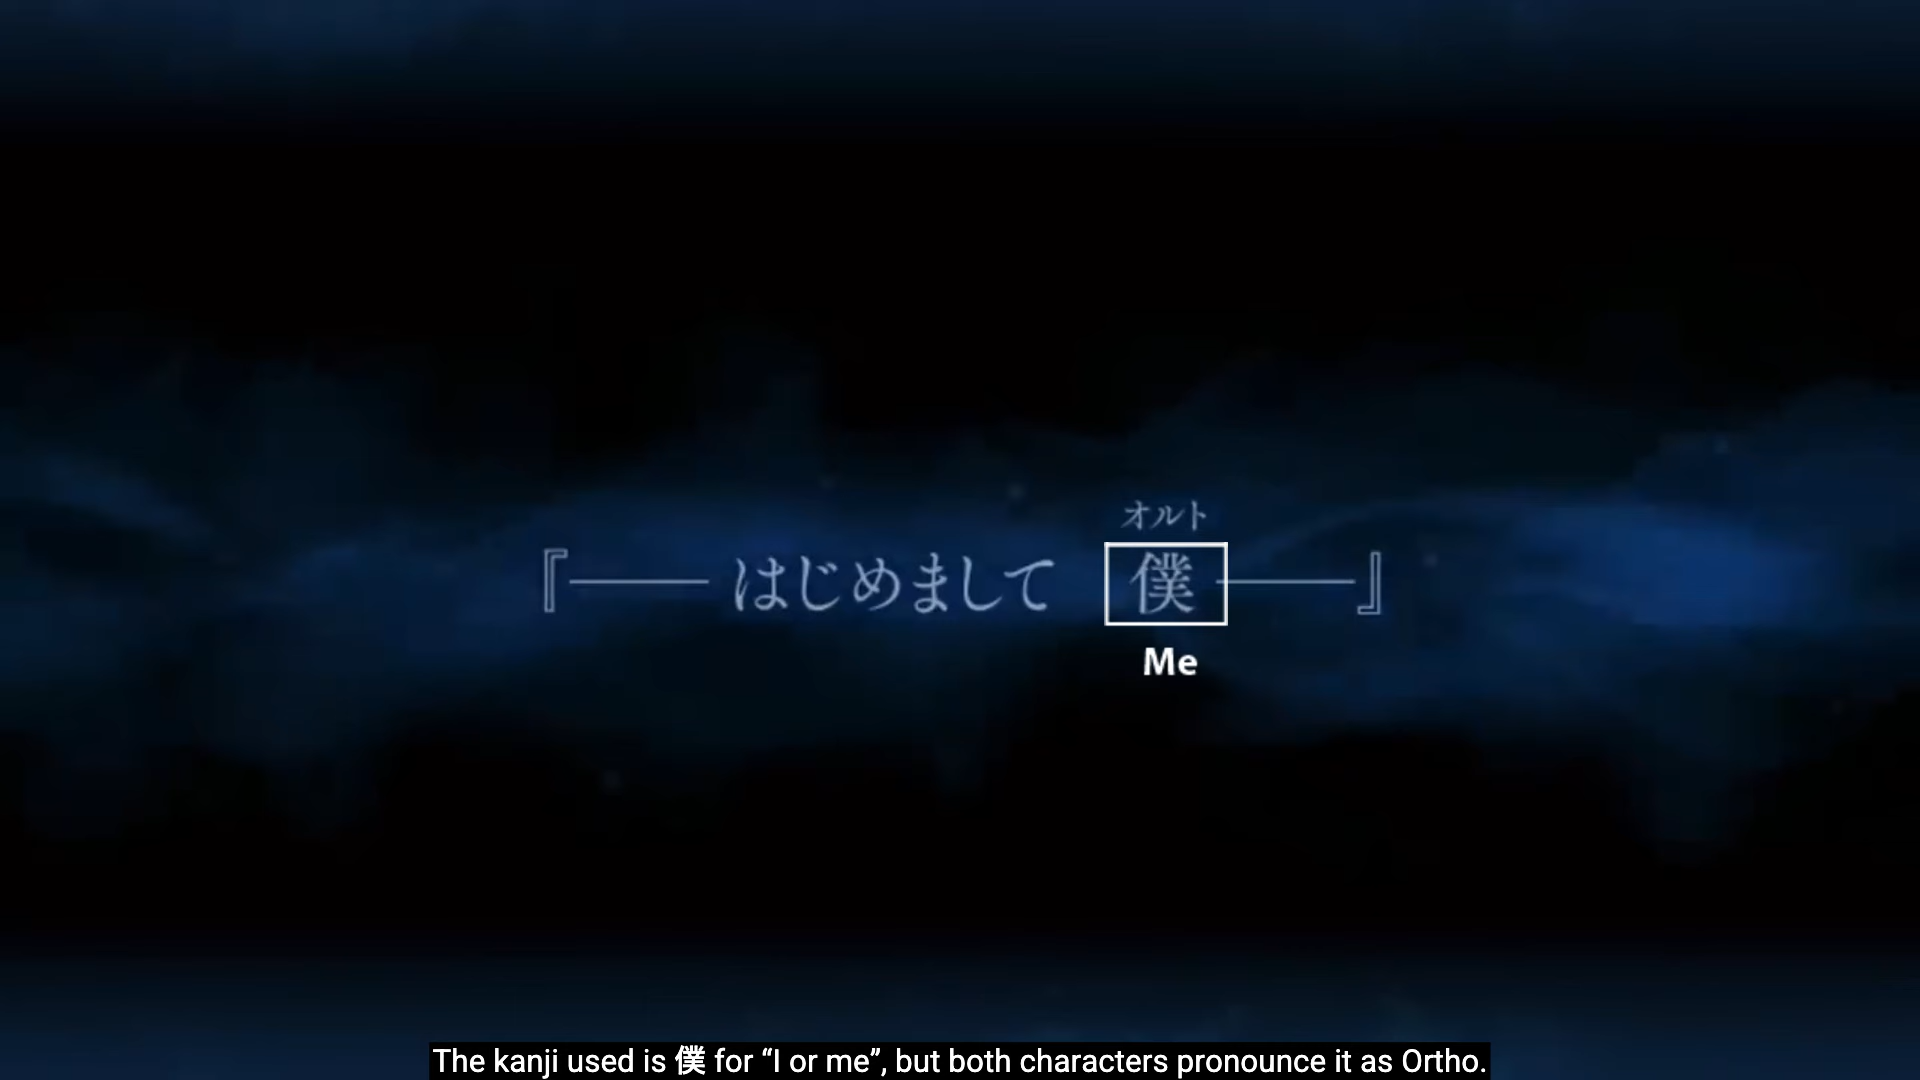 オルト
『――はじめまして 僕――』
Me
The kanji used is 僕 for “I or me”, but both characters pronounce it as Ortho.